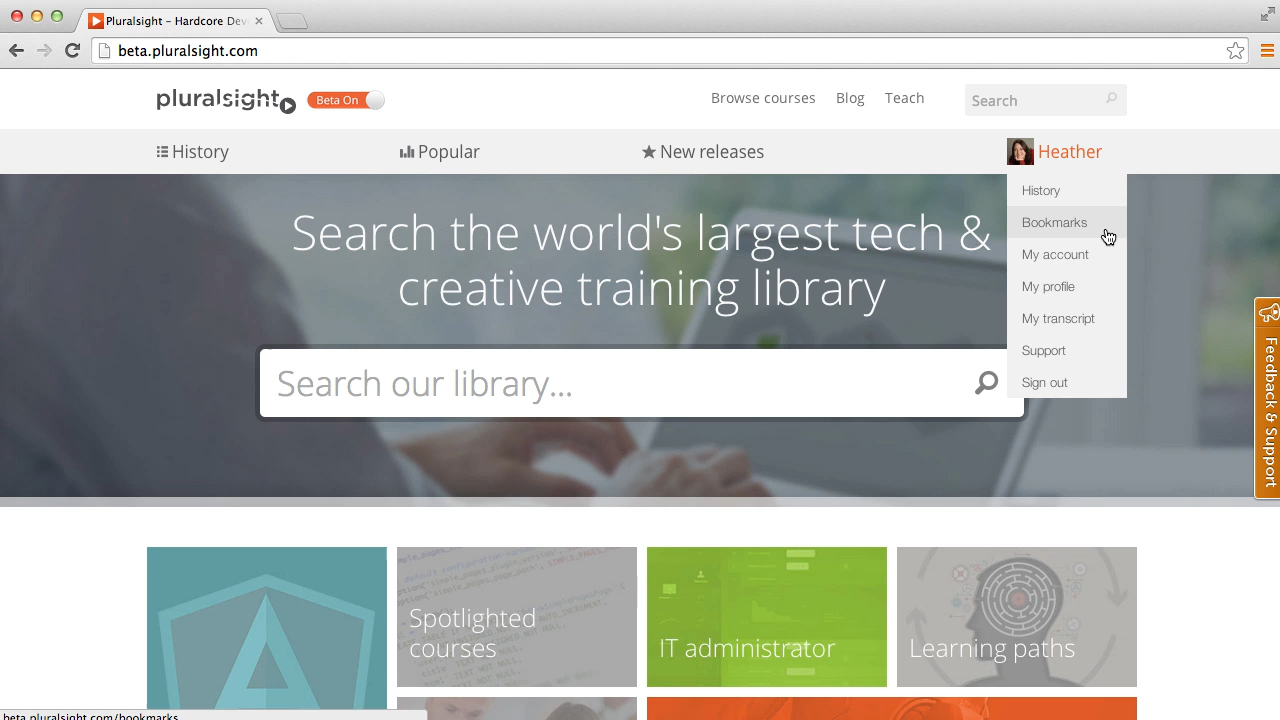 Pluralsight – Hardcore Dev
beta.pluralsight.com
pluralsight
Beta On
Browse courses
Blog
Teach
Search
History
Popular
New releases
Heather
History
Bookmarks
My account
My profile
My transcript
Support
Sign out
Search the world's largest tech &
creative training library
Search our library...
Feedback & Support
Spotlighted
courses
IT administrator
Learning paths
beta.pluralsight.com/bookmarks